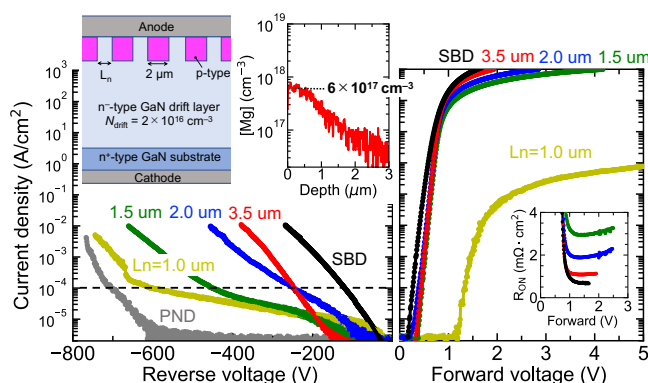 Anode
Lₙ
2 μm
p-type
n⁻-type GaN drift layer
N_drift = 2×10¹⁶ cm⁻³
n⁺-type GaN substrate
Cathode
10¹⁹
10¹⁸
10¹⁷
[Mg] (cm⁻³)
6×10¹⁷ cm⁻³
0 1 2 3
Depth (μm)
SBD 3.5 um 2.0 um 1.5 um
Ln=1.0 um
10³
10²
10¹
10⁰
10⁻¹
10⁻²
10⁻³
10⁻⁴
10⁻⁵
Current density (A/cm²)
1.5 um 2.0 um 3.5 um
SBD
Ln=1.0 um
PND
−800 −600 −400 −200
Reverse voltage (V)
4
2
0
R_ON (mΩ·cm²)
0 1 2 3
Forward (V)
0 1 2 3 4 5
Forward voltage (V)